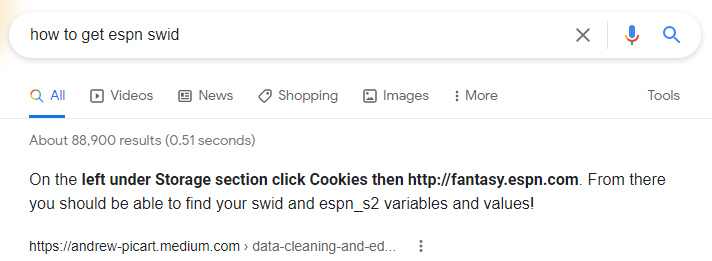 how to get espn swid
All Videos News Shopping Images More Tools
About 88,900 results (0.51 seconds)
On the left under Storage section click Cookies then http://fantasy.espn.com. From there
you should be able to find your swid and espn_s2 variables and values!
https://andrew-picart.medium.com › data-cleaning-and-ed...